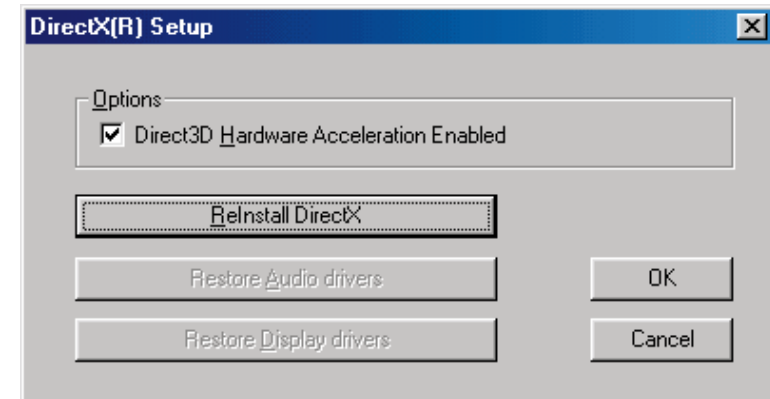 DirectX(R) Setup
Options
Direct3D Hardware Acceleration Enabled
ReInstall DirectX
Restore Audio drivers
OK
Restore Display drivers
Cancel